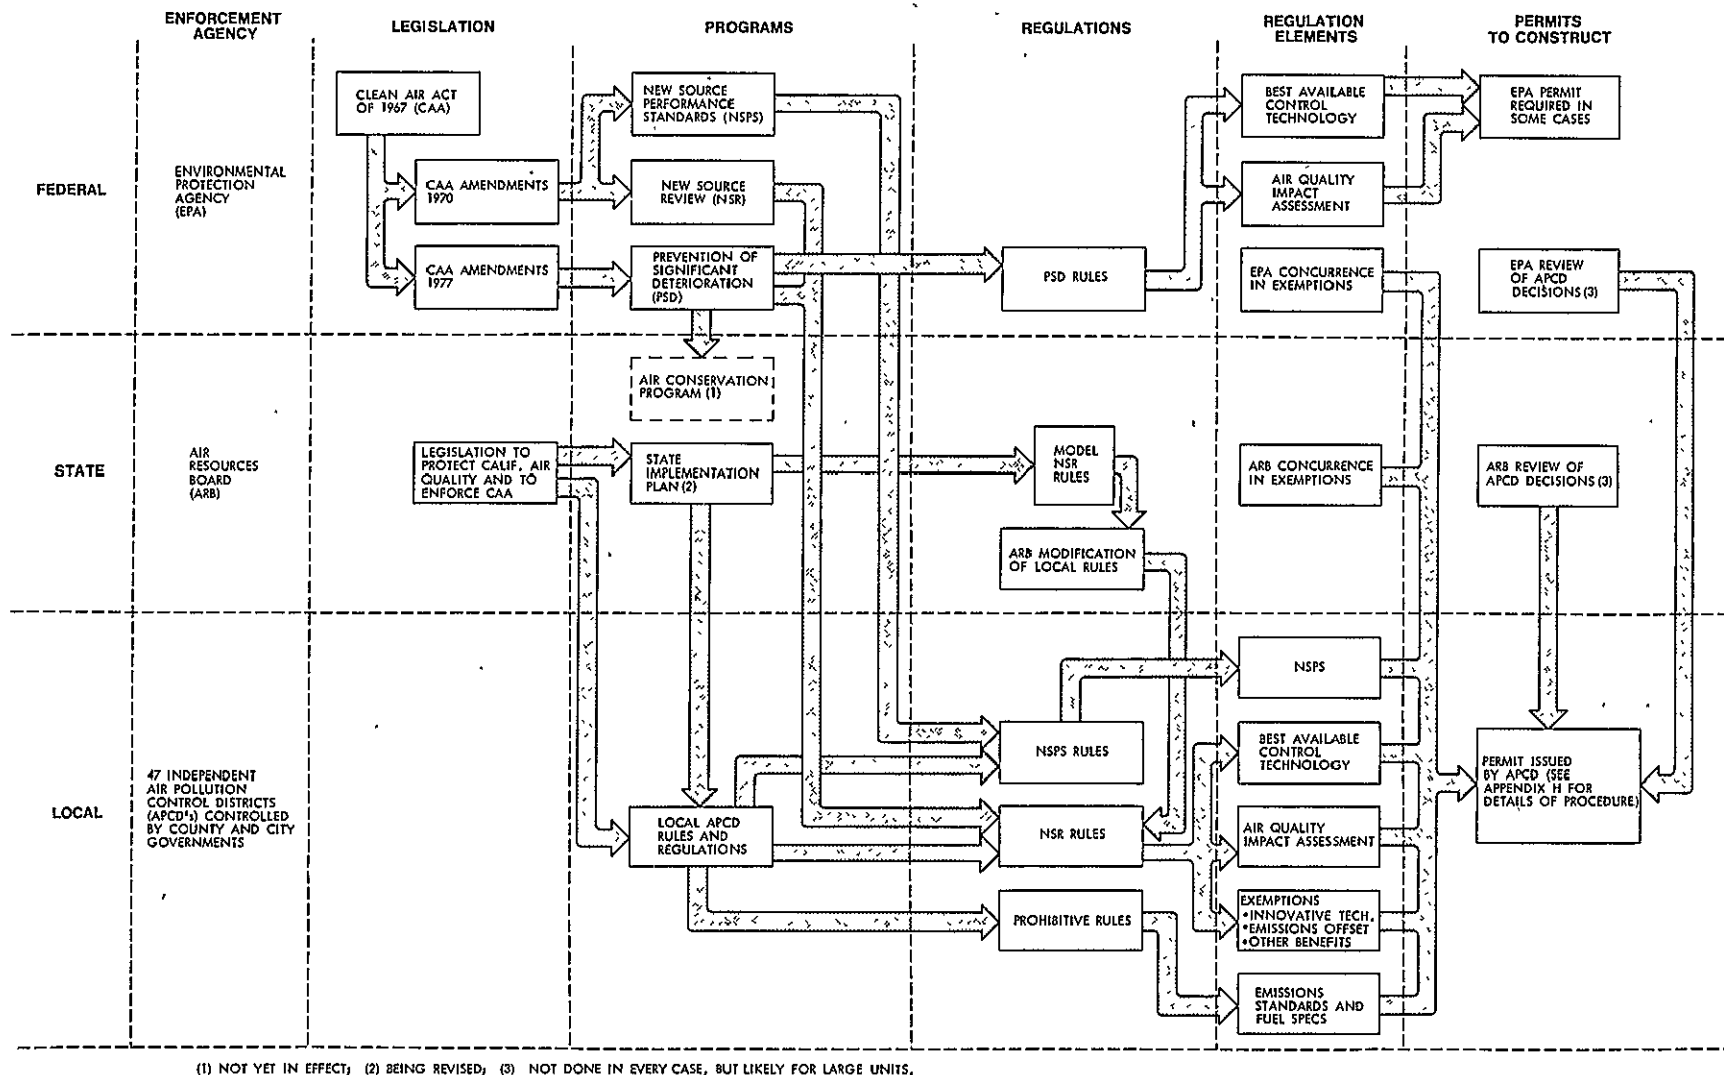 ENFORCEMENT
AGENCY
LEGISLATION
PROGRAMS
REGULATIONS
REGULATION
ELEMENTS
PERMITS
TO CONSTRUCT
FEDERAL
ENVIRONMENTAL
PROTECTION
AGENCY
(EPA)
CLEAN AIR ACT
OF 1967 (CAA)
CAA AMENDMENTS
1970
CAA AMENDMENTS
1977
NEW SOURCE
PERFORMANCE
STANDARDS (NSPS)
NEW SOURCE
REVIEW (NSR)
PREVENTION OF
SIGNIFICANT
DETERIORATION
(PSD)
PSD RULES
BEST AVAILABLE
CONTROL
TECHNOLOGY
AIR QUALITY
IMPACT
ASSESSMENT
EPA CONCURRENCE
IN EXEMPTIONS
EPA PERMIT
REQUIRED IN
SOME CASES
EPA REVIEW
OF APCD
DECISIONS (3)
STATE
AIR
RESOURCES
BOARD
(ARB)
LEGISLATION TO
PROTECT CALIF. AIR
QUALITY AND TO
ENFORCE CAA
AIR CONSERVATION
PROGRAM (1)
STATE
IMPLEMENTATION
PLAN (2)
MODEL
NSR
RULES
ARB MODIFICATION
OF LOCAL RULES
ARB CONCURRENCE
IN EXEMPTIONS
ARB REVIEW OF
APCD DECISIONS (3)
LOCAL
47 INDEPENDENT
AIR POLLUTION
CONTROL DISTRICTS
(APCD's) CONTROLLED
BY COUNTY AND CITY
GOVERNMENTS
LOCAL APCD
RULES AND
REGULATIONS
NSPS RULES
NSR RULES
PROHIBITIVE RULES
NSPS
BEST AVAILABLE
CONTROL
TECHNOLOGY
AIR QUALITY
IMPACT ASSESSMENT
EXEMPTIONS
•INNOVATIVE TECH.
•EMISSIONS OFFSET
•OTHER BENEFITS
EMISSIONS
STANDARDS AND
FUEL SPECS
PERMIT ISSUED
BY APCD (SEE
APPENDIX H FOR
DETAILS OF PROCEDURE)
(1) NOT YET IN EFFECT; (2) BEING REVISED; (3) NOT DONE IN EVERY CASE, BUT LIKELY FOR LARGE UNITS.